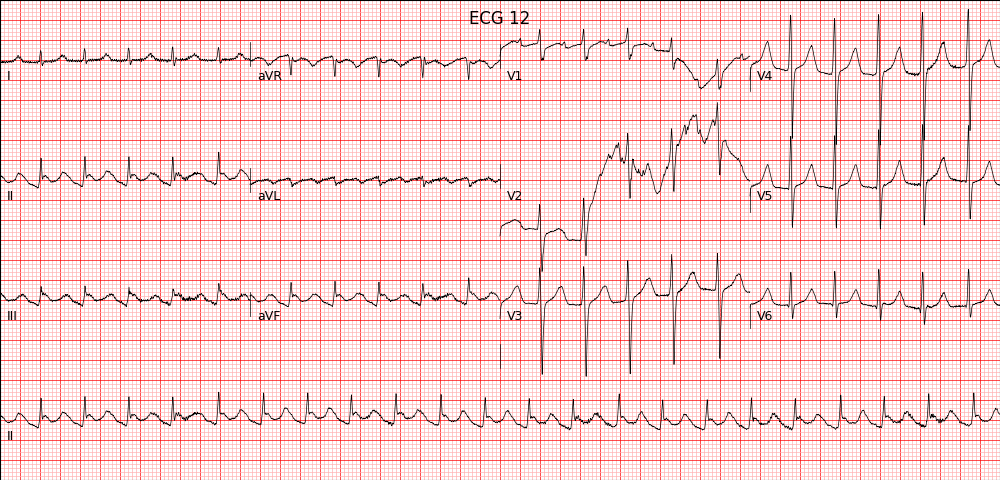 ECG 12
I aVR V1 V4
II aVL V2 V5
III aVF V3 V6
II